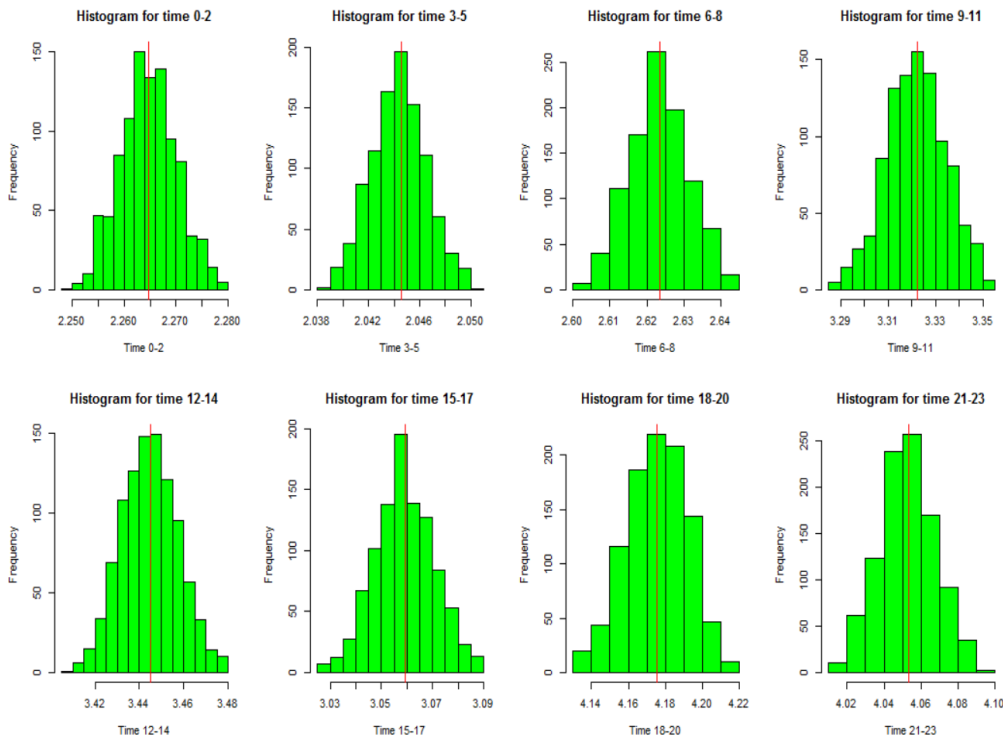 Histogram for time 0-2
Frequency
0 50 100 150
2.250 2.260 2.270 2.280
Time 0-2
Histogram for time 3-5
Frequency
0 50 100 150 200
2.038 2.042 2.046 2.050
Time 3-5
Histogram for time 6-8
Frequency
0 50 100 150 200 250
2.60 2.61 2.62 2.63 2.64
Time 6-8
Histogram for time 9-11
Frequency
0 50 100 150
3.29 3.31 3.33 3.35
Time 9-11
Histogram for time 12-14
Frequency
0 50 100 150
3.42 3.44 3.46 3.48
Time 12-14
Histogram for time 15-17
Frequency
0 50 100 150 200
3.03 3.05 3.07 3.09
Time 15-17
Histogram for time 18-20
Frequency
0 50 100 150 200
4.14 4.16 4.18 4.20 4.22
Time 18-20
Histogram for time 21-23
Frequency
0 50 100 150 200 250
4.02 4.04 4.06 4.08 4.10
Time 21-23